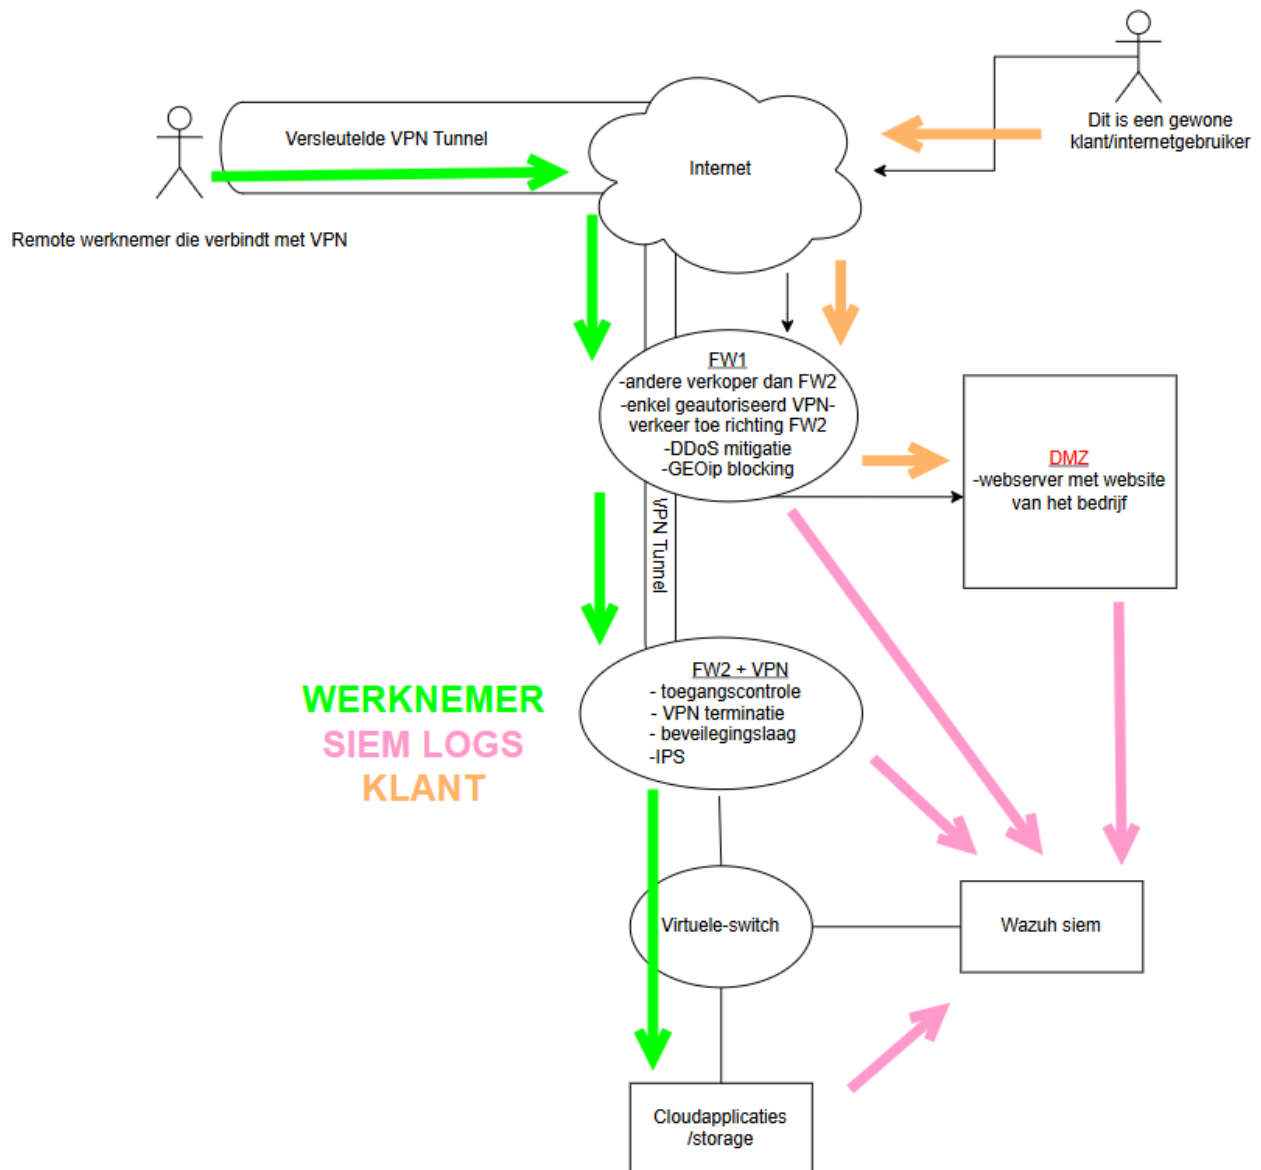 Dit is een gewone
klant/internetgebruiker
Versleutelde VPN Tunnel
Internet
Remote werknemer die verbindt met VPN
FW1
-andere verkoper dan FW2
-enkel geautoriseerd VPN-
verkeer toe richting FW2
-DDoS mitigatie
-GEOip blocking
DMZ
-webserver met website
van het bedrijf
VPN Tunnel
FW2 + VPN
- toegangscontrole
- VPN terminatie
- beveilegingslaag
-IPS
WERKNEMER
SIEM LOGS
KLANT
Virtuele-switch
Wazuh siem
Cloudapplicaties
/storage